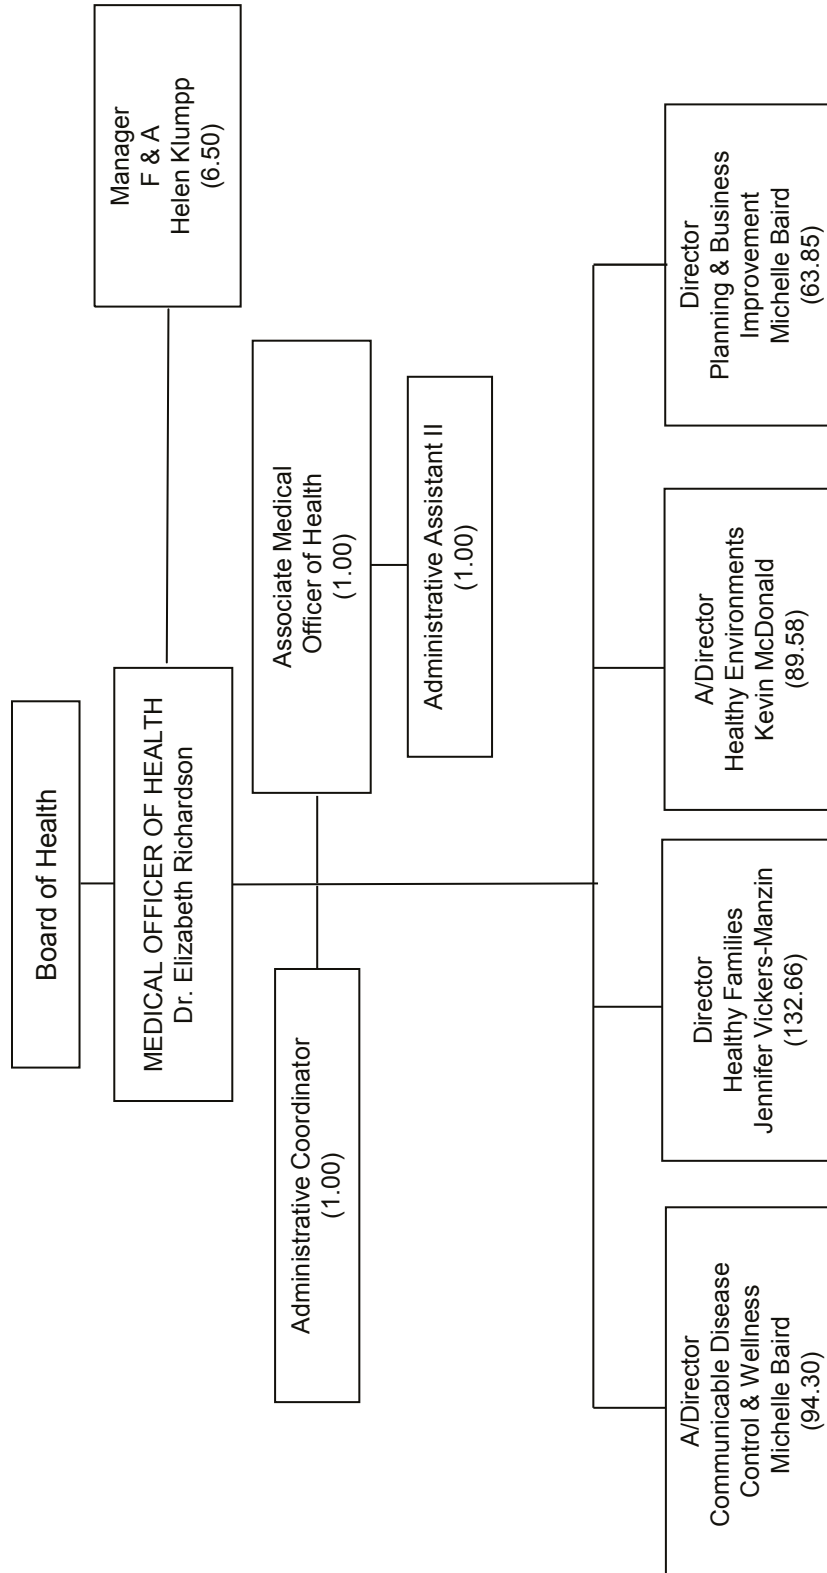 Board of Health
MEDICAL OFFICER OF HEALTH
Dr. Elizabeth Richardson
Manager
F & A
Helen Klumpp
(6.50)
Administrative Coordinator
(1.00)
Associate Medical
Officer of Health
(1.00)
Administrative Assistant II
(1.00)
A/Director
Communicable Disease
Control & Wellness
Michelle Baird
(94.30)
Director
Healthy Families
Jennifer Vickers-Manzin
(132.66)
A/Director
Healthy Environments
Kevin McDonald
(89.58)
Director
Planning & Business
Improvement
Michelle Baird
(63.85)